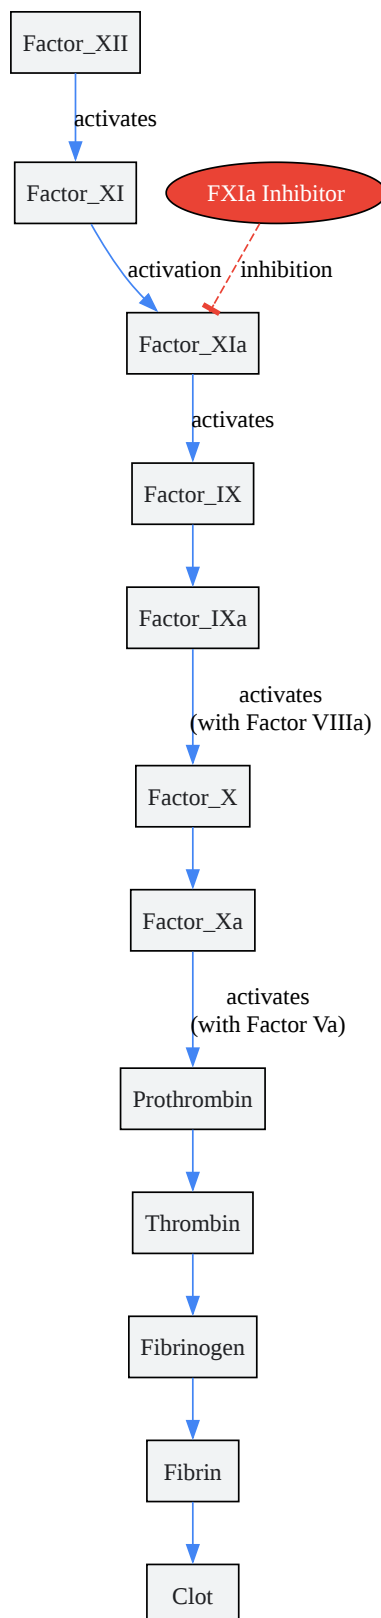 Factor_XII
activates
Factor_XI
FXIa Inhibitor
activation
inhibition
Factor_XIa
activates
Factor_IX
Factor_IXa
activates
(with Factor VIIIa)
Factor_X
Factor_Xa
activates
(with Factor Va)
Prothrombin
Thrombin
Fibrinogen
Fibrin
Clot